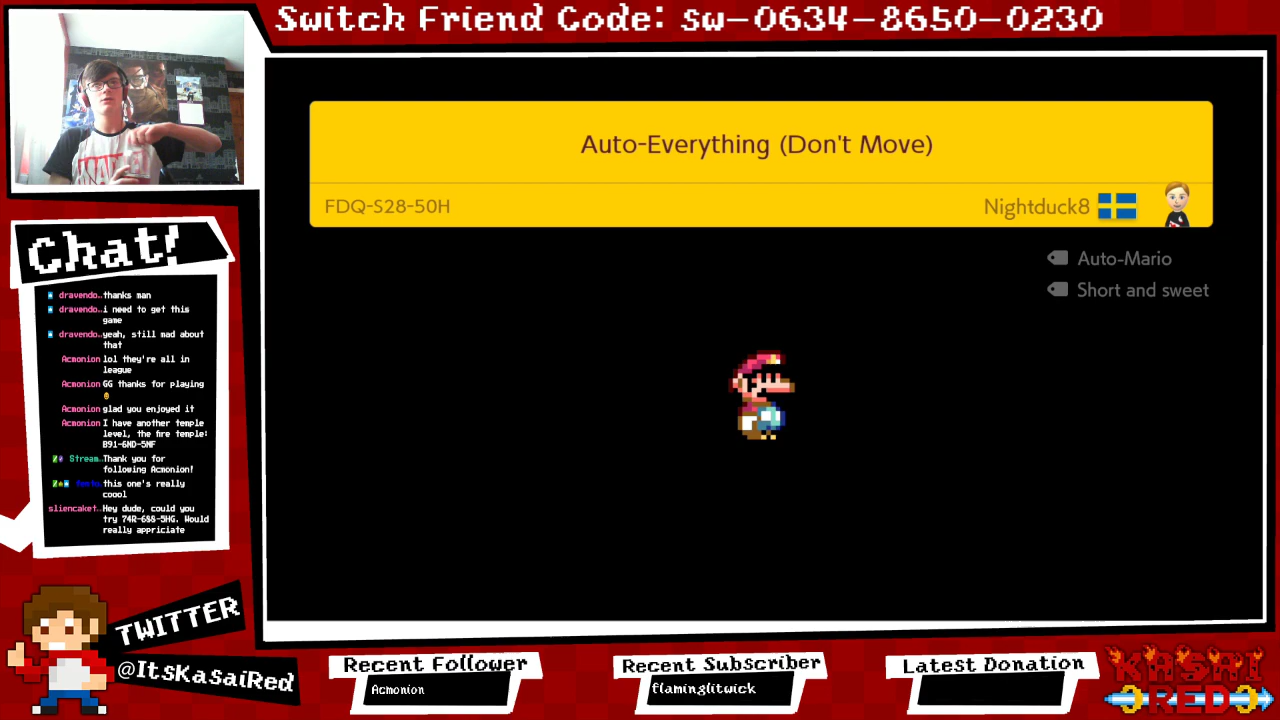 Switch Friend Code: sw-0634-8650-0230
Auto-Everything (Don't Move)
FDQ-S28-50H
Nightduck8
Auto-Mario
Short and sweet
Chat!
dravendo..thanks man
dravendo..i need to get this
game
dravendo..yeah, still mad about
that
Acmonion lol they're all in
league
Acmonion GG thanks for playing
Acmonion glad you enjoyed it
Acmonion I have another temple
level, the fire temple:
B91-6ND-5NF
Stream..Thank you for
following Acmonion!
this one's really
coool
sliencaket..Hey dude, could you
try 74R-6S8-5HG. Would
really appriciate
TWITTER
@ItsKasaiRed
Recent Follower
Acmonion
Recent Subscriber
flaminglitwick
Latest Donation
KASAI
RED